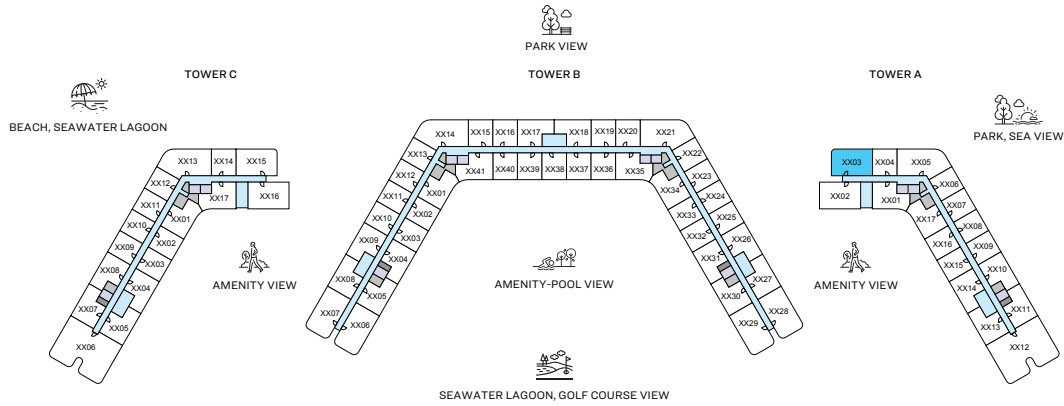 PARK VIEW
TOWER C
TOWER B
TOWER A
BEACH, SEAWATER LAGOON
PARK, SEA VIEW
XX13
XX14
XX15
XX12
XX11
XX10
XX09
XX08
XX07
XX06
XX05
XX04
XX03
XX02
XX01
XX17
XX16
XX14
XX15
XX16
XX17
XX18
XX19
XX20
XX21
XX13
XX12
XX11
XX10
XX09
XX08
XX07
XX06
XX05
XX04
XX03
XX02
XX01
XX41
XX40
XX39
XX38
XX37
XX36
XX35
XX34
XX33
XX32
XX31
XX30
XX29
XX28
XX27
XX26
XX25
XX24
XX23
XX22
XX03
XX04
XX05
XX02
XX01
XX17
XX16
XX15
XX14
XX13
XX12
XX11
XX10
XX09
XX08
XX07
XX06
AMENITY VIEW
AMENITY-POOL VIEW
AMENITY VIEW
SEAWATER LAGOON, GOLF COURSE VIEW